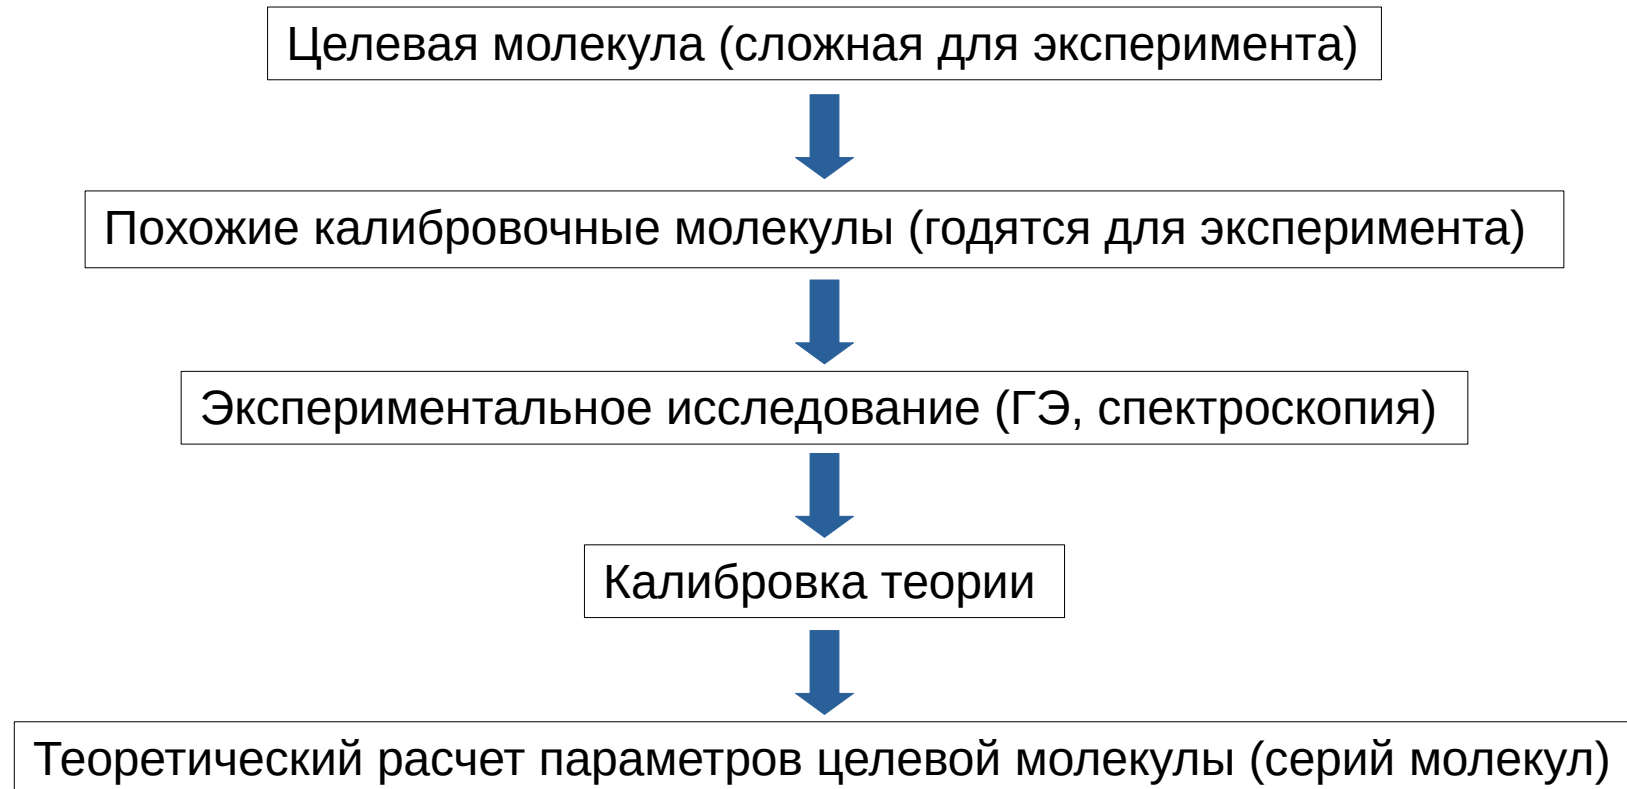 Целевая молекула (сложная для эксперимента)
Похожие калибровочные молекулы (годятся для эксперимента)
Экспериментальное исследование (ГЭ, спектроскопия)
Калибровка теории
Теоретический расчет параметров целевой молекулы (серий молекул)